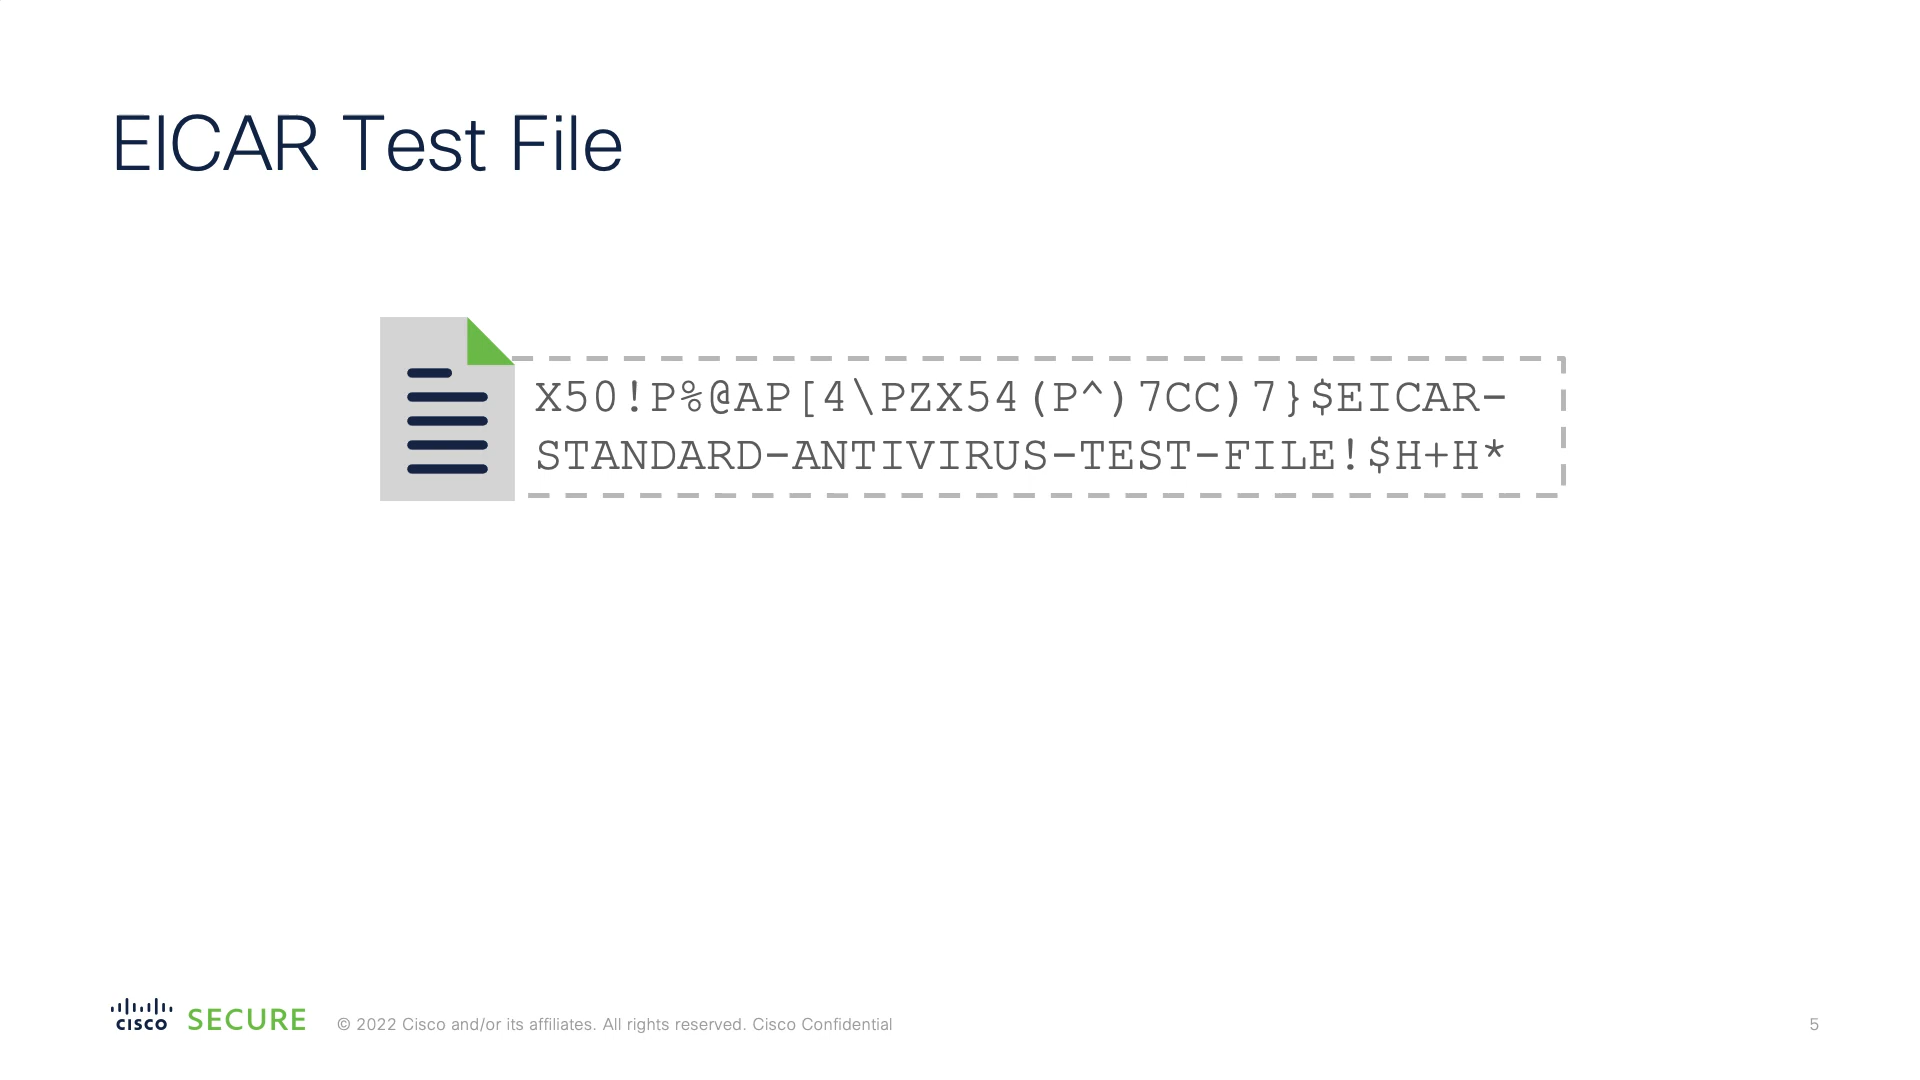 EICAR Test File
X50!P%@AP[4\PZX54(P^)7CC)7}$EICAR-
STANDARD-ANTIVIRUS-TEST-FILE!$H+H*
CISCO SECURE © 2022 Cisco and/or its affiliates. All rights reserved. Cisco Confidential 5